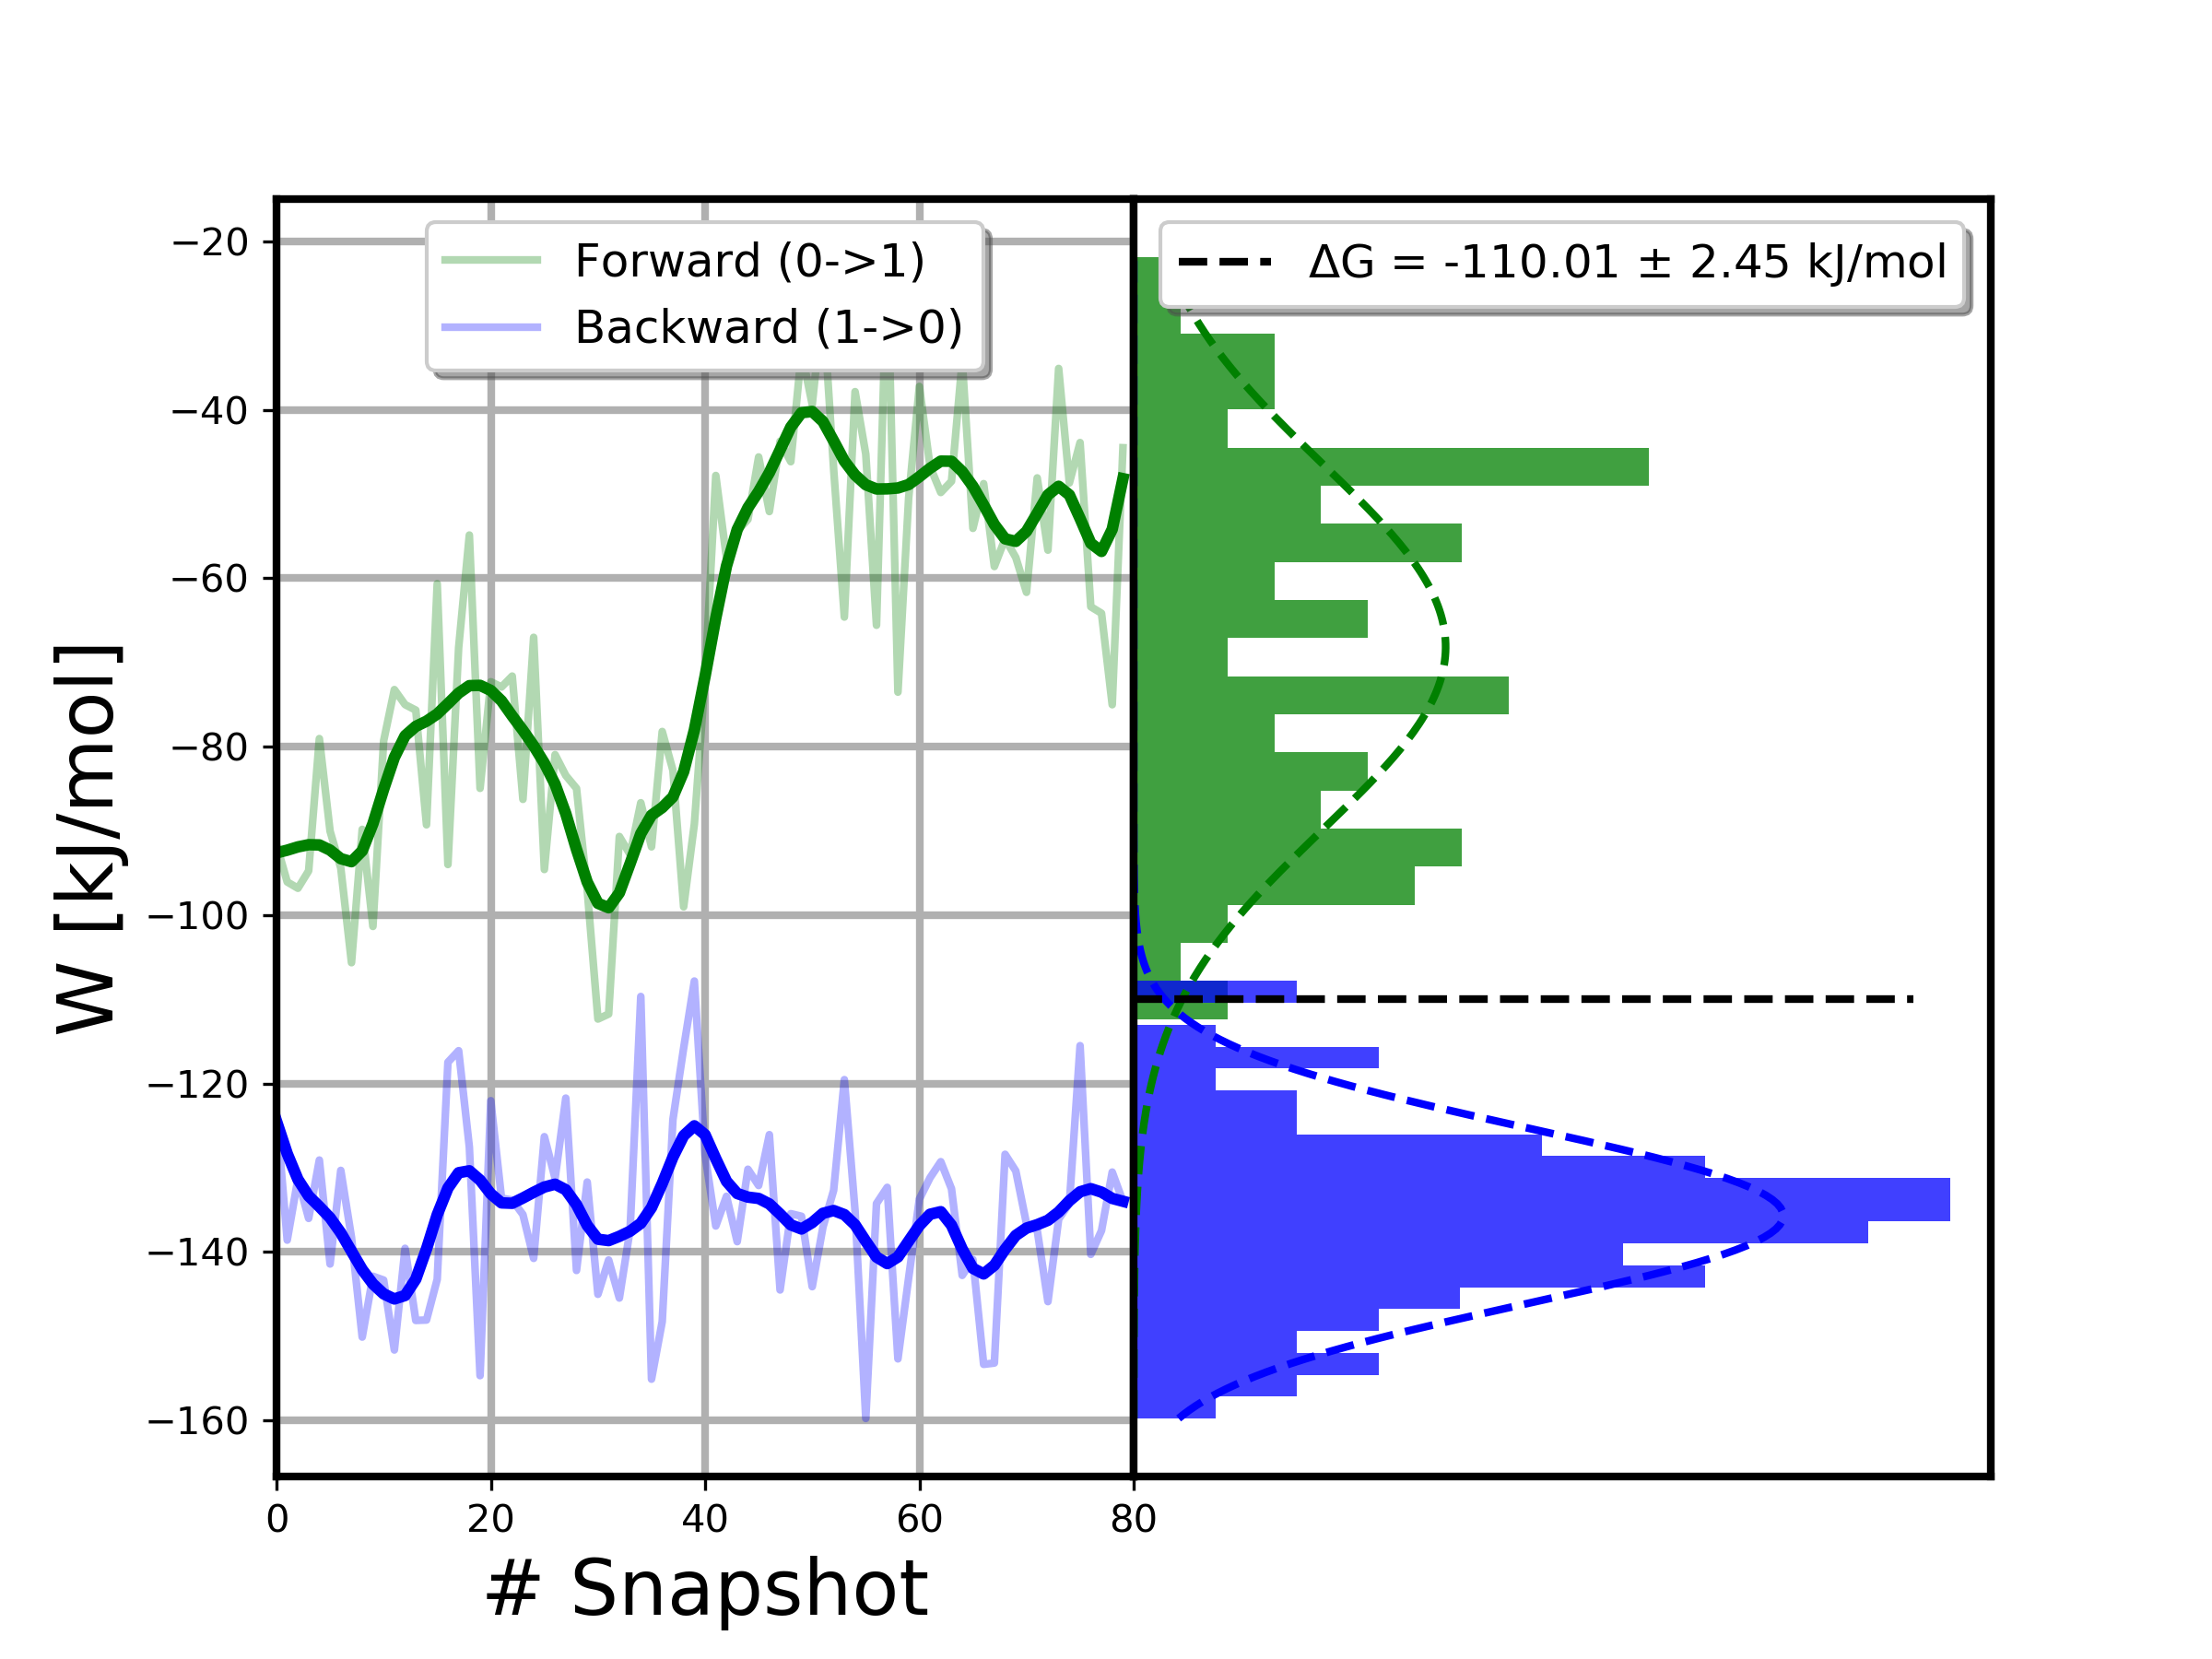 Forward (0->1)
Backward (1->0)
ΔG = -110.01 ± 2.45 kJ/mol
W [kJ/mol]
−20
−40
−60
−80
−100
−120
−140
−160
0 20 40 60 80
# Snapshot